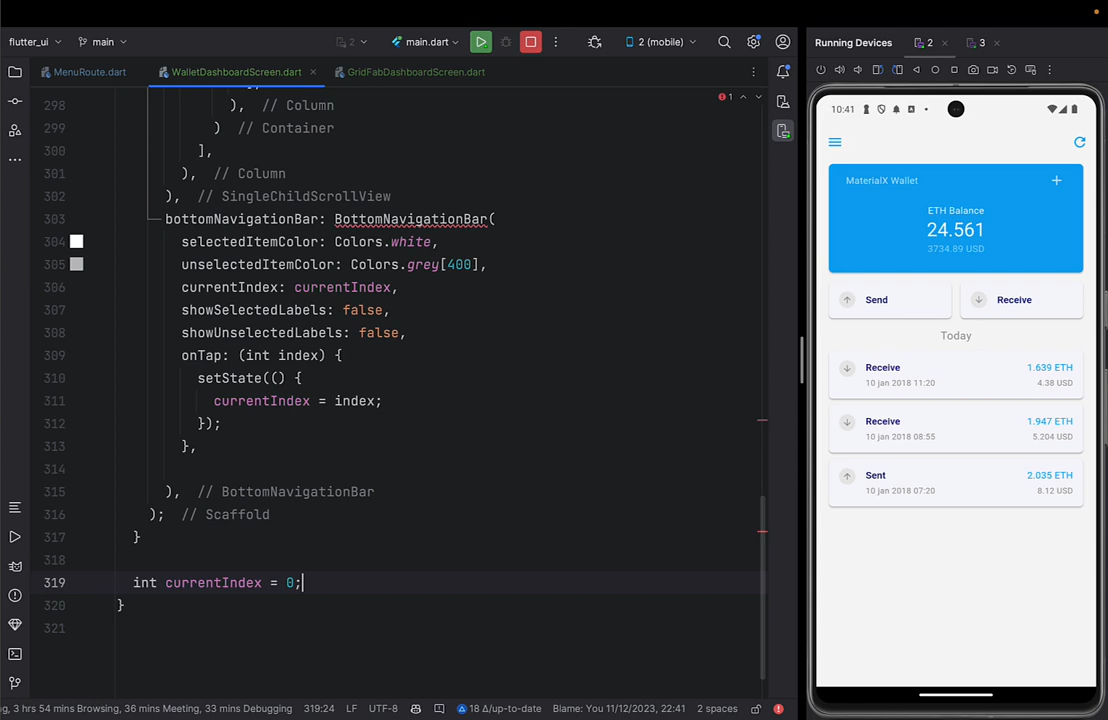 flutter_ui
main
2
main.dart
2 (mobile)
Running Devices
2
3
MenuRoute.dart
WalletDashboardScreen.dart
GridFabDashboardScreen.dart
1
298 ), // Column
299 ) // Container
300 ],
301 ), // Column
302 ), // SingleChildScrollView
303 bottomNavigationBar: BottomNavigationBar(
304 selectedItemColor: Colors.white,
305 unselectedItemColor: Colors.grey[400],
306 currentIndex: currentIndex,
307 showSelectedLabels: false,
308 showUnselectedLabels: false,
309 onTap: (int index) {
310 setState(() {
311 currentIndex = index;
312 });
313 },
314
315 ), // BottomNavigationBar
316 ); // Scaffold
317 }
318
319 int currentIndex = 0;
320 }
321
10:41
MaterialX Wallet
ETH Balance
24.561
3734.89 USD
Send
Receive
Today
Receive
1.639 ETH
10 jan 2018 11:20
4.38 USD
Receive
1.947 ETH
10 jan 2018 08:55
5.204 USD
Sent
2.035 ETH
10 jan 2018 07:20
8.12 USD
g, 3 hrs 54 mins Browsing, 36 mins Meeting, 33 mins Debugging
319:24
LF
UTF-8
18 Δ/up-to-date
Blame: You 11/12/2023, 22:41
2 spaces